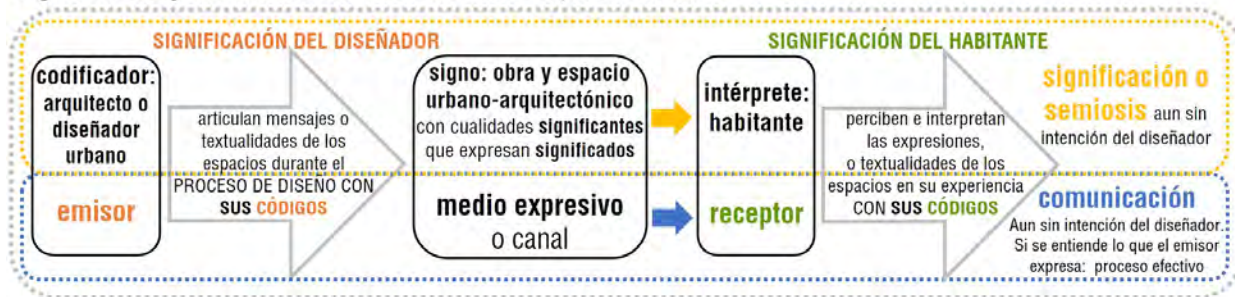 SIGNIFICACIÓN DEL DISEÑADOR
SIGNIFICACIÓN DEL HABITANTE
codificador:
arquitecto o
diseñador
urbano
emisor
articulan mensajes o
textualidades de los
espacios durante el
PROCESO DE DISEÑO CON
SUS CÓDIGOS
signo: obra y espacio
urbano-arquitectónico
con cualidades significantes
que expresan significados
medio expresivo
o canal
intérprete:
habitante
receptor
perciben e interpretan
las expresiones,
o textualidades de los
espacios en su experiencia
CON SUS CÓDIGOS
significación o
semiosis aun sin
intención del diseñador
comunicación
Aun sin intención del diseñador.
Si se entiende lo que el emisor
expresa: proceso efectivo